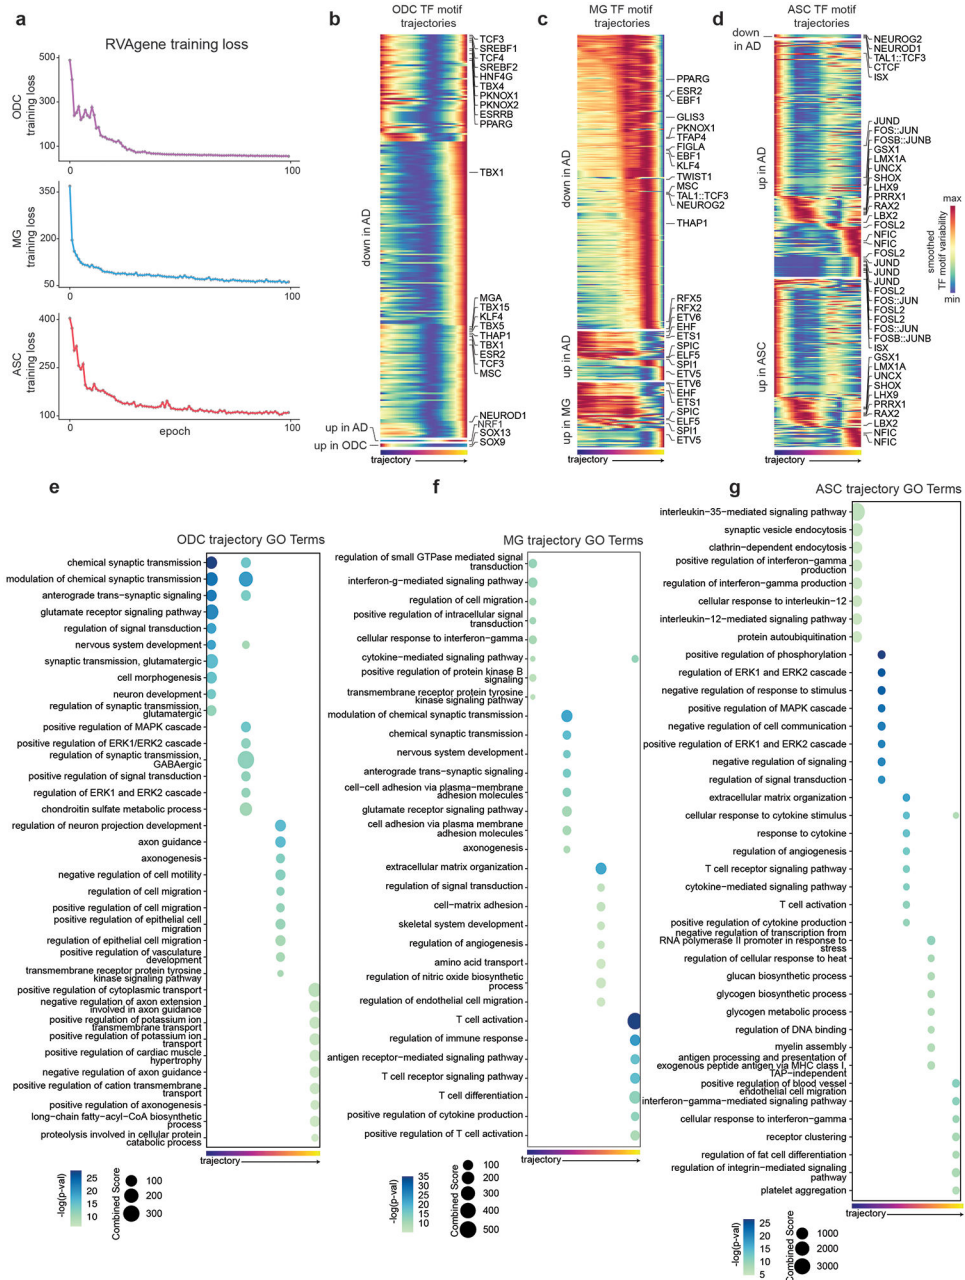 a
RVAgene training loss
ODC
training loss
500
300
100
0
100
MG
training loss
350
200
50
0
100
ASC
training loss
400
250
100
0
100
epoch
b
ODC TF motif
trajectories
down in AD
up in AD
up in ODC
TCF3
SREBF1
TCF4
SREBF2
HNF4G
TBX4
PKNOX1
PKNOX2
ESRRB
PPARG
TBX1
MGA
TBX15
KLF4
TBX5
THAP1
TBX1
ESR2
TCF3
MSC
NEUROD1
NRF1
SOX13
SOX9
trajectory
c
MG TF motif
trajectories
down in AD
up in AD
up in MG
PPARG
ESR2
EBF1
GLIS3
PKNOX1
TFAP4
FIGLA
EBF1
KLF4
TWIST1
MSC
TAL1::TCF3
NEUROG2
THAP1
RFX5
RFX2
ETV6
EHF
ETS1
SPIC
ELF5
SPI1
ETV5
ETV6
EHF
ETS1
SPIC
ELF5
SPI1
ETV5
trajectory
d
ASC TF motif
trajectories
down
in AD
up in AD
up in ASC
NEUROG2
NEUROD1
TAL1::TCF3
CTCF
ISX
JUND
FOS::JUN
FOSB::JUNB
GSX1
LMX1A
UNCX
SHOX
LHX9
PRRX1
RAX2
LBX2
FOSL2
NFIC
NFIC
FOSL2
JUND
JUND
JUND
FOSL2
FOS::JUN
FOSL2
FOSL2
FOS::JUN
FOSB::JUNB
ISX
GSX1
LMX1A
UNCX
SHOX
LHX9
PRRX1
RAX2
LBX2
NFIC
NFIC
trajectory
max
smoothed
TF motif variability
min
e
ODC trajectory GO Terms
chemical synaptic transmission
modulation of chemical synaptic transmission
anterograde trans−synaptic signaling
glutamate receptor signaling pathway
regulation of signal transduction
nervous system development
synaptic transmission, glutamatergic
cell morphogenesis
neuron development
regulation of synaptic transmission,
glutamatergic
positive regulation of MAPK cascade
positive regulation of ERK1/ERK2 cascade
regulation of synaptic transmission,
GABAergic
positive regulation of signal transduction
regulation of ERK1 and ERK2 cascade
chondroitin sulfate metabolic process
regulation of neuron projection development
axon guidance
axonogenesis
negative regulation of cell motility
regulation of cell migration
positive regulation of cell migration
positive regulation of epithelial cell
migration
regulation of epithelial cell migration
positive regulation of vasculature
development
transmembrane receptor protein tyrosine
kinase signaling pathway
positive regulation of cytoplasmic transport
negative regulation of axon extension
involved in axon guidance
positive regulation of potassium ion
transmembrane transport
positive regulation of potassium ion
transport
positive regulation of cardiac muscle
hypertrophy
negative regulation of axon guidance
positive regulation of cation transmembrane
transport
positive regulation of axonogenesis
long-chain fatty−acyl−CoA biosynthetic
process
proteolysis involved in cellular protein
catabolic process
trajectory
-log(p-val)
25
20
15
10
Combined Score
100
200
300
f
MG trajectory GO Terms
regulation of small GTPase mediated signal
transduction
interferon-g−mediated signaling pathway
regulation of cell migration
positive regulation of intracellular signal
transduction
cellular response to interferon−gamma
cytokine−mediated signaling pathway
positive regulation of protein kinase B
signaling
transmembrane receptor protein tyrosine
kinase signaling pathway
modulation of chemical synaptic transmission
chemical synaptic transmission
nervous system development
anterograde trans−synaptic signaling
cell−cell adhesion via plasma−membrane
adhesion molecules
glutamate receptor signaling pathway
cell adhesion via plasma membrane
adhesion molecules
axonogenesis
extracellular matrix organization
regulation of signal transduction
cell−matrix adhesion
skeletal system development
regulation of angiogenesis
amino acid transport
regulation of nitric oxide biosynthetic
process
regulation of endothelial cell migration
T cell activation
regulation of immune response
antigen receptor−mediated signaling pathway
T cell receptor signaling pathway
T cell differentiation
positive regulation of cytokine production
positive regulation of T cell activation
trajectory
-log(p-val)
35
30
25
20
15
10
Combined Score
100
200
300
400
500
g
ASC trajectory GO Terms
interleukin−35−mediated signaling pathway
synaptic vesicle endocytosis
clathrin−dependent endocytosis
positive regulation of interferon−gamma
production
regulation of interferon−gamma production
cellular response to interleukin−12
interleukin−12−mediated signaling pathway
protein autoubiquitination
positive regulation of phosphorylation
regulation of ERK1 and ERK2 cascade
negative regulation of response to stimulus
positive regulation of MAPK cascade
negative regulation of cell communication
positive regulation of ERK1 and ERK2 cascade
negative regulation of signaling
regulation of signal transduction
extracellular matrix organization
cellular response to cytokine stimulus
response to cytokine
regulation of angiogenesis
T cell receptor signaling pathway
cytokine−mediated signaling pathway
T cell activation
positive regulation of cytokine production
negative regulation of transcription from
RNA polymerase II promoter in response to
stress
regulation of cellular response to heat
glucan biosynthetic process
glycogen biosynthetic process
glycogen metabolic process
regulation of DNA binding
myelin assembly
antigen processing and presentation of
exogenous peptide antigen via MHC class I,
TAP−independent
positive regulation of blood vessel
endothelial cell migration
interferon−gamma−mediated signaling pathway
cellular response to interferon−gamma
receptor clustering
regulation of fat cell differentiation
regulation of integrin−mediated signaling
pathway
platelet aggregation
trajectory
-log(p-val)
25
20
15
10
5
Combined Score
1000
2000
3000